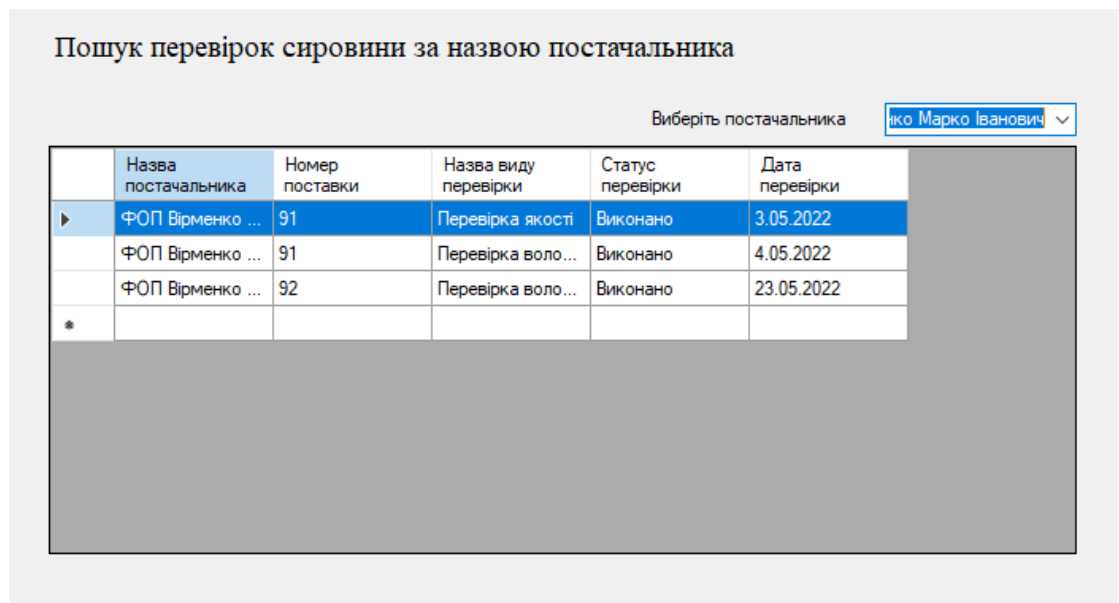 Пошук перевірок сировини за назвою постачальника
Виберіть постачальника нко Марко Іванович
Назва постачальника Номер поставки Назва виду перевірки Статус перевірки Дата перевірки
ФОП Вірменко ... 91 Перевірка якості Виконано 3.05.2022
ФОП Вірменко ... 91 Перевірка воло... Виконано 4.05.2022
ФОП Вірменко ... 92 Перевірка воло... Виконано 23.05.2022